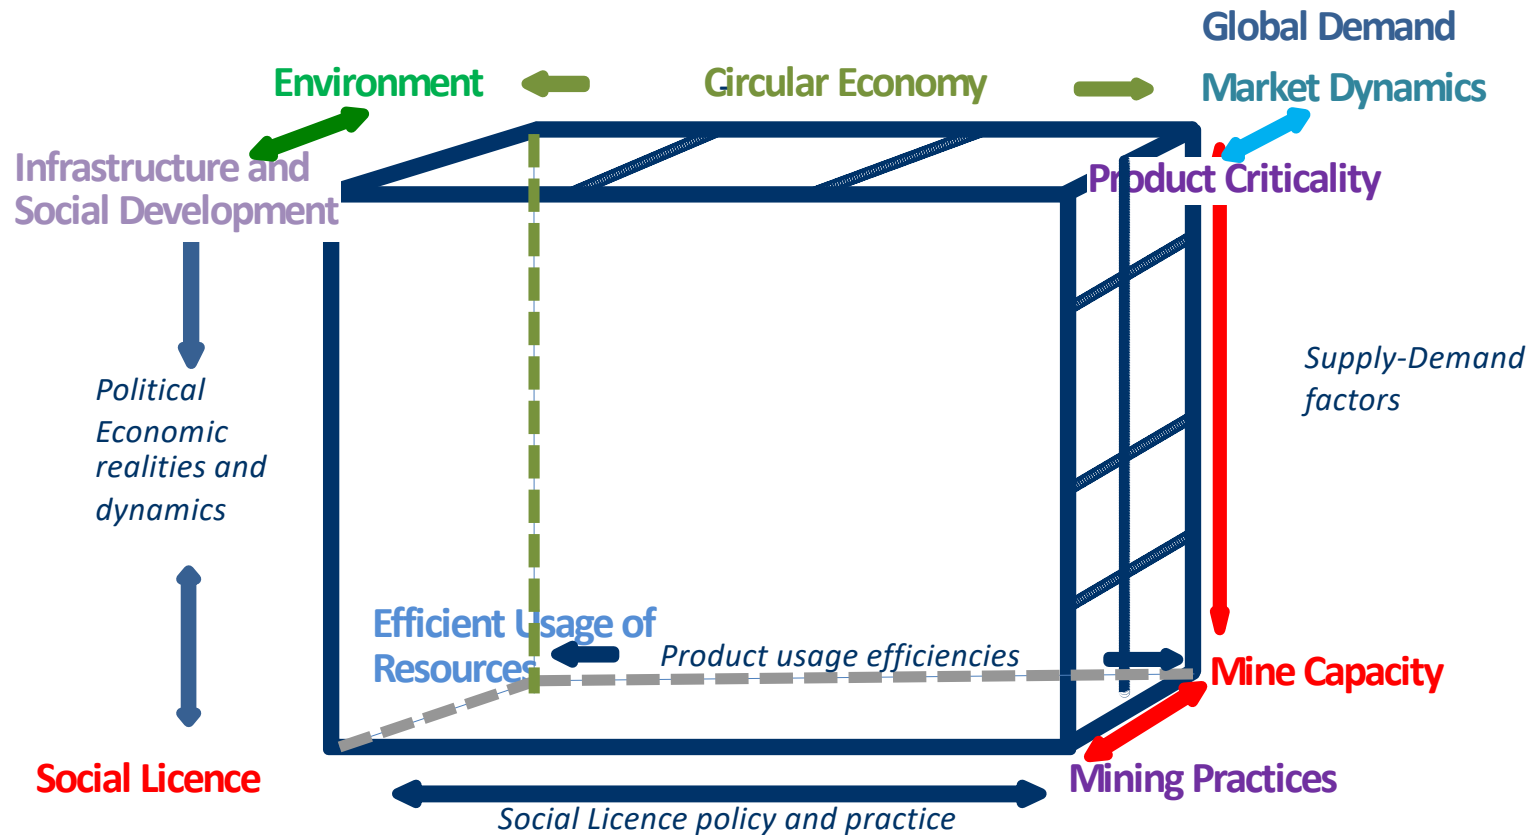 Global Demand
Environment
Circular Economy
Market Dynamics
Infrastructure and
Social Development
Product Criticality
Political
Economic
realities and
dynamics
Supply-Demand
factors
Efficient Usage of
Resources
Product usage efficiencies
Mine Capacity
Social Licence
Mining Practices
Social Licence policy and practice